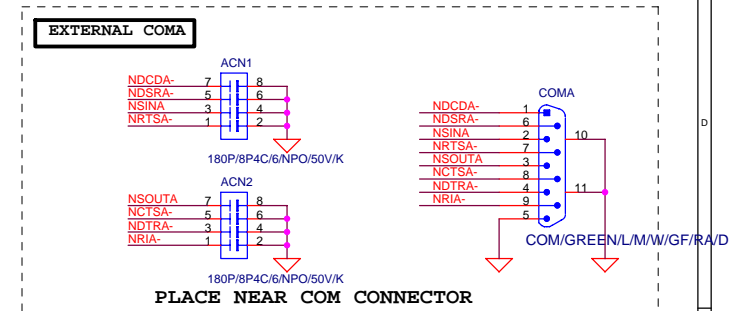 EXTERNAL COMA
ACN1
NDCDA- 7 8
NDSRA- 5 6
NSINA 3 4
NRTSA- 1 2
180P/8P4C/6/NPO/50V/K
ACN2
NSOUTA 7 8
NCTSA- 5 6
NDTRA- 3 4
NRIA- 1 2
180P/8P4C/6/NPO/50V/K
COMA
NDCDA- 1
NDSRA- 6
NSINA 2 10
NRTSA- 7
NSOUTA 3
NCTSA- 8
NDTRA- 4 11
NRIA- 9
5
COM/GREEN/L/M/W/GF/RA/D
PLACE NEAR COM CONNECTOR
D